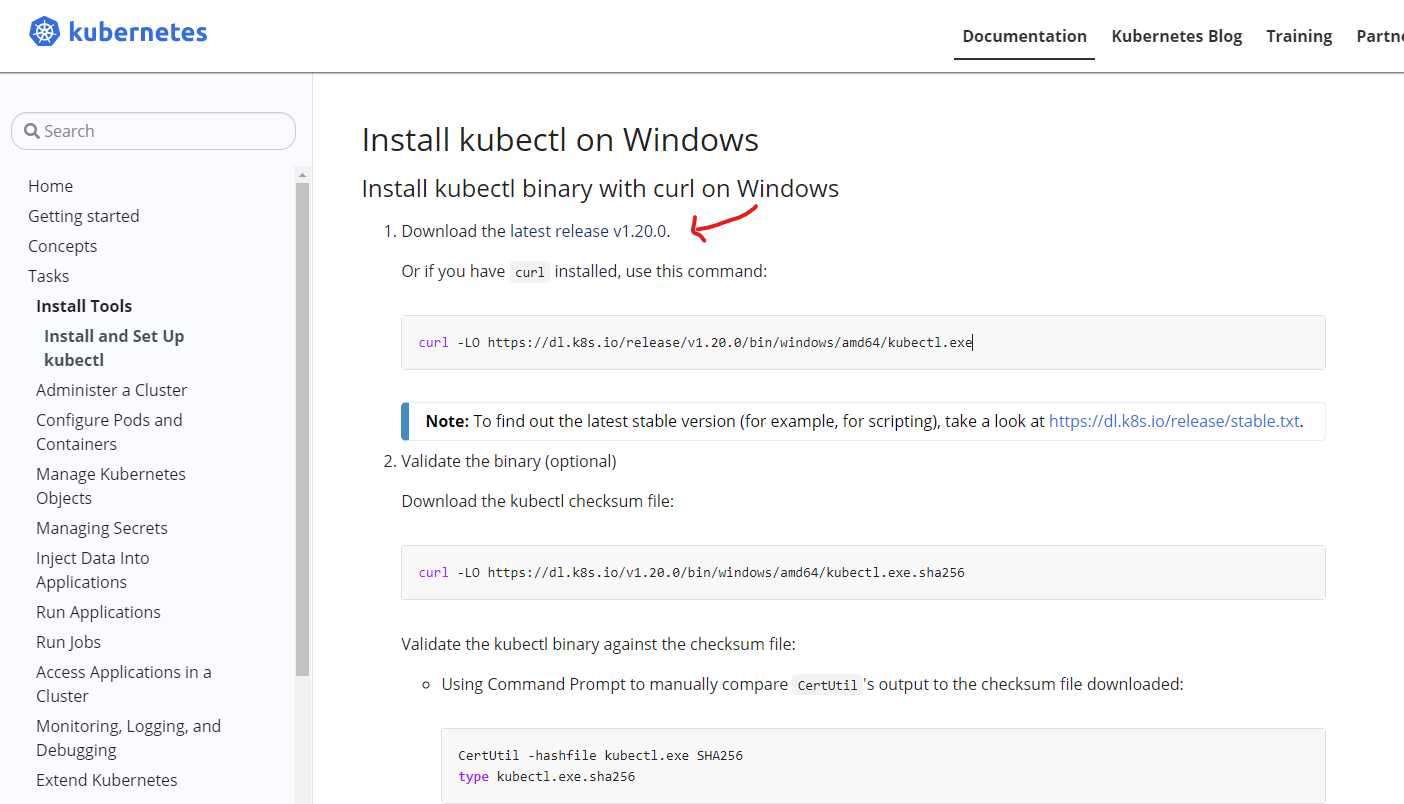 kubernetes
Documentation
Kubernetes Blog
Training
Partne
Search
Home
Getting started
Concepts
Tasks
Install Tools
Install and Set Up
kubectl
Administer a Cluster
Configure Pods and
Containers
Manage Kubernetes
Objects
Managing Secrets
Inject Data Into
Applications
Run Applications
Run Jobs
Access Applications in a
Cluster
Monitoring, Logging, and
Debugging
Extend Kubernetes
Install kubectl on Windows
Install kubectl binary with curl on Windows
1. Download the latest release v1.20.0.
Or if you have curl installed, use this command:
curl -LO https://dl.k8s.io/release/v1.20.0/bin/windows/amd64/kubectl.exe
Note: To find out the latest stable version (for example, for scripting), take a look at https://dl.k8s.io/release/stable.txt.
2. Validate the binary (optional)
Download the kubectl checksum file:
curl -LO https://dl.k8s.io/v1.20.0/bin/windows/amd64/kubectl.exe.sha256
Validate the kubectl binary against the checksum file:
Using Command Prompt to manually compare CertUtil's output to the checksum file downloaded:
CertUtil -hashfile kubectl.exe SHA256
type kubectl.exe.sha256